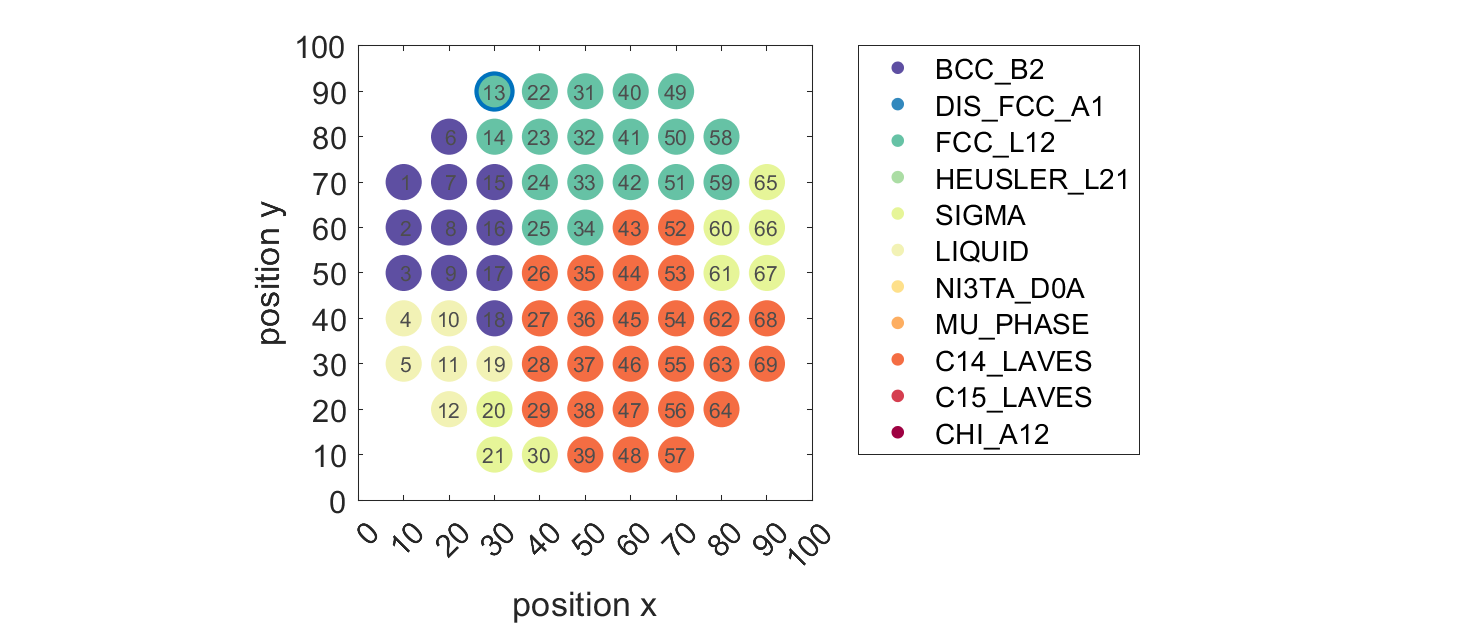 100
90
80
70
60
50
40
30
20
10
0
position y
13 22 31 40 49
6 14 23 32 41 50 58
1 7 15 24 33 42 51 59 65
2 8 16 25 34 43 52 60 66
3 9 17 26 35 44 53 61 67
4 10 18 27 36 45 54 62 68
5 11 19 28 37 46 55 63 69
12 20 29 38 47 56 64
21 30 39 48 57
0 10 20 30 40 50 60 70 80 90 100
position x
BCC_B2
DIS_FCC_A1
FCC_L12
HEUSLER_L21
SIGMA
LIQUID
NI3TA_D0A
MU_PHASE
C14_LAVES
C15_LAVES
CHI_A12